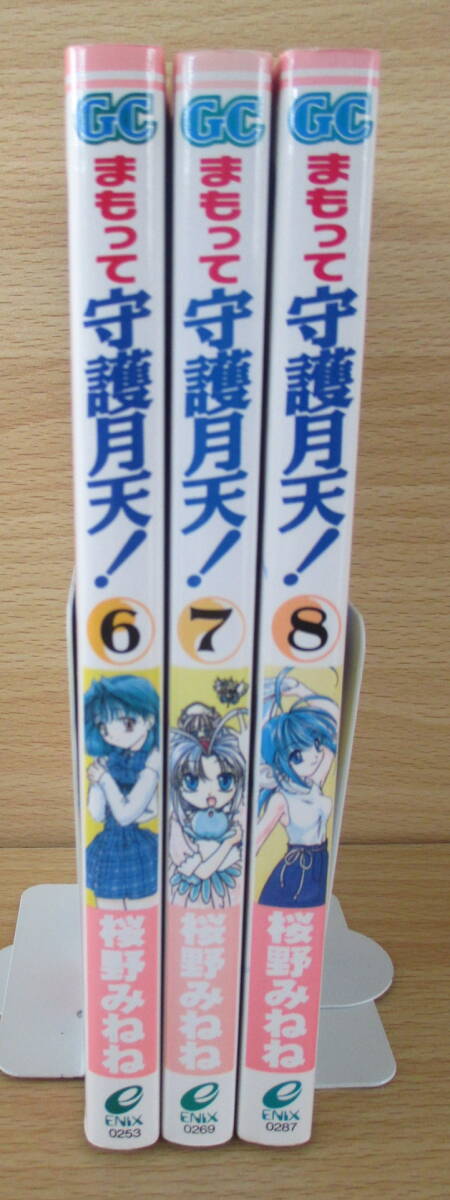 GC
まもって
守護月天!
6
桜野みねね
ENIX
0253
GC
まもって
守護月天!
7
桜野みねね
ENIX
0269
GC
まもって
守護月天!
8
桜野みねね
ENIX
0287